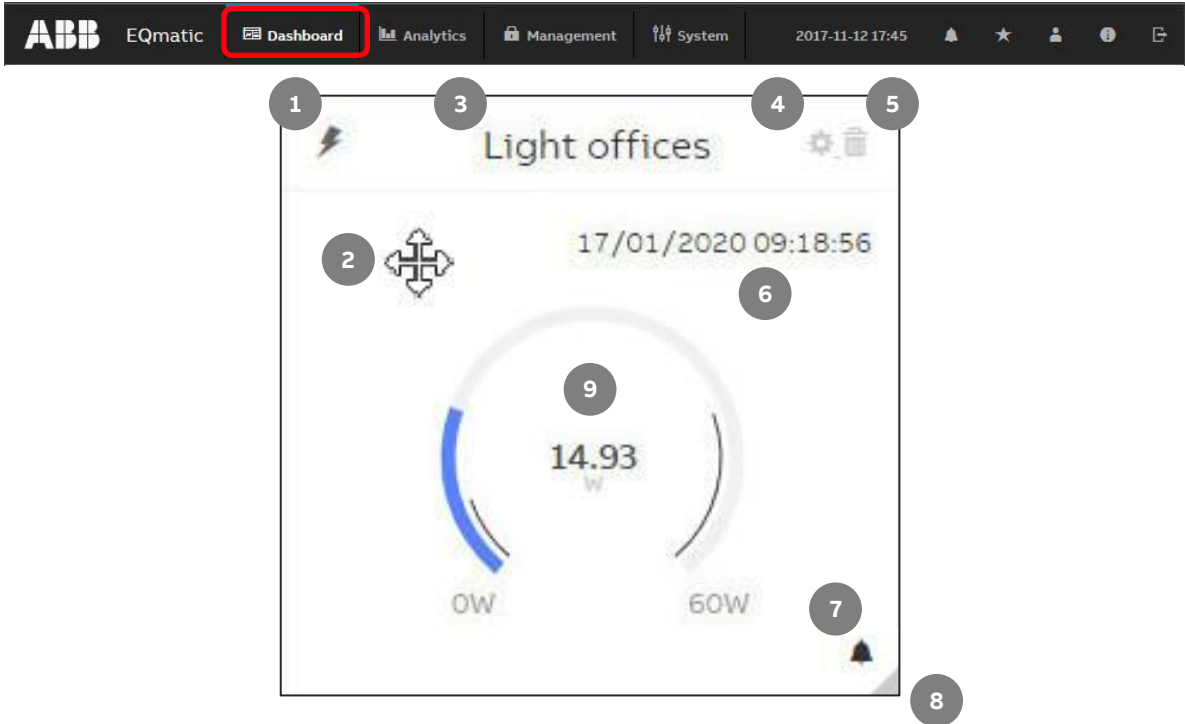 ABB EQmatic Dashboard Analytics Management System 2017-11-12 17:45
1 3 4 5
Light offices
17/01/2020 09:18:56
2
6
9
14.93
W
0W 60W
7
8